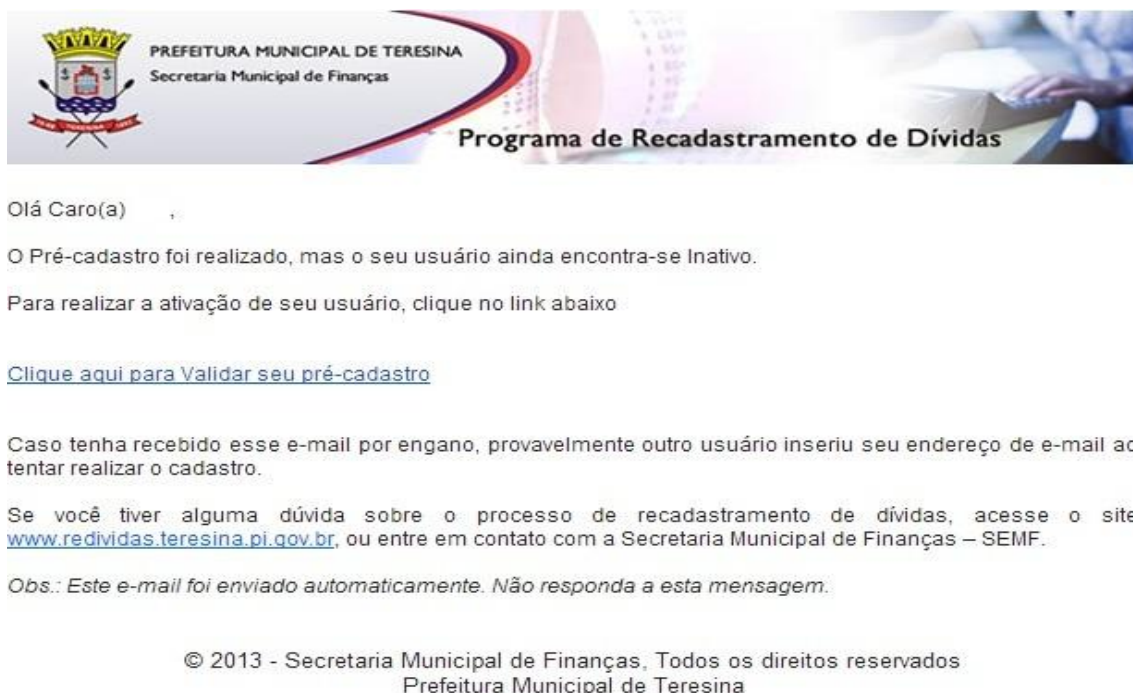 PREFEITURA MUNICIPAL DE TERESINA
Secretaria Municipal de Finanças
Programa de Recadastramento de Dívidas
Olá Caro(a) ,
O Pré-cadastro foi realizado, mas o seu usuário ainda encontra-se Inativo.
Para realizar a ativação de seu usuário, clique no link abaixo
Clique aqui para Validar seu pré-cadastro
Caso tenha recebido esse e-mail por engano, provavelmente outro usuário inseriu seu endereço de e-mail ao
tentar realizar o cadastro.
Se você tiver alguma dúvida sobre o processo de recadastramento de dívidas, acesse o site
www.redividas.teresina.pi.gov.br, ou entre em contato com a Secretaria Municipal de Finanças – SEMF.
Obs.: Este e-mail foi enviado automaticamente. Não responda a esta mensagem.
© 2013 - Secretaria Municipal de Finanças, Todos os direitos reservados
Prefeitura Municipal de Teresina